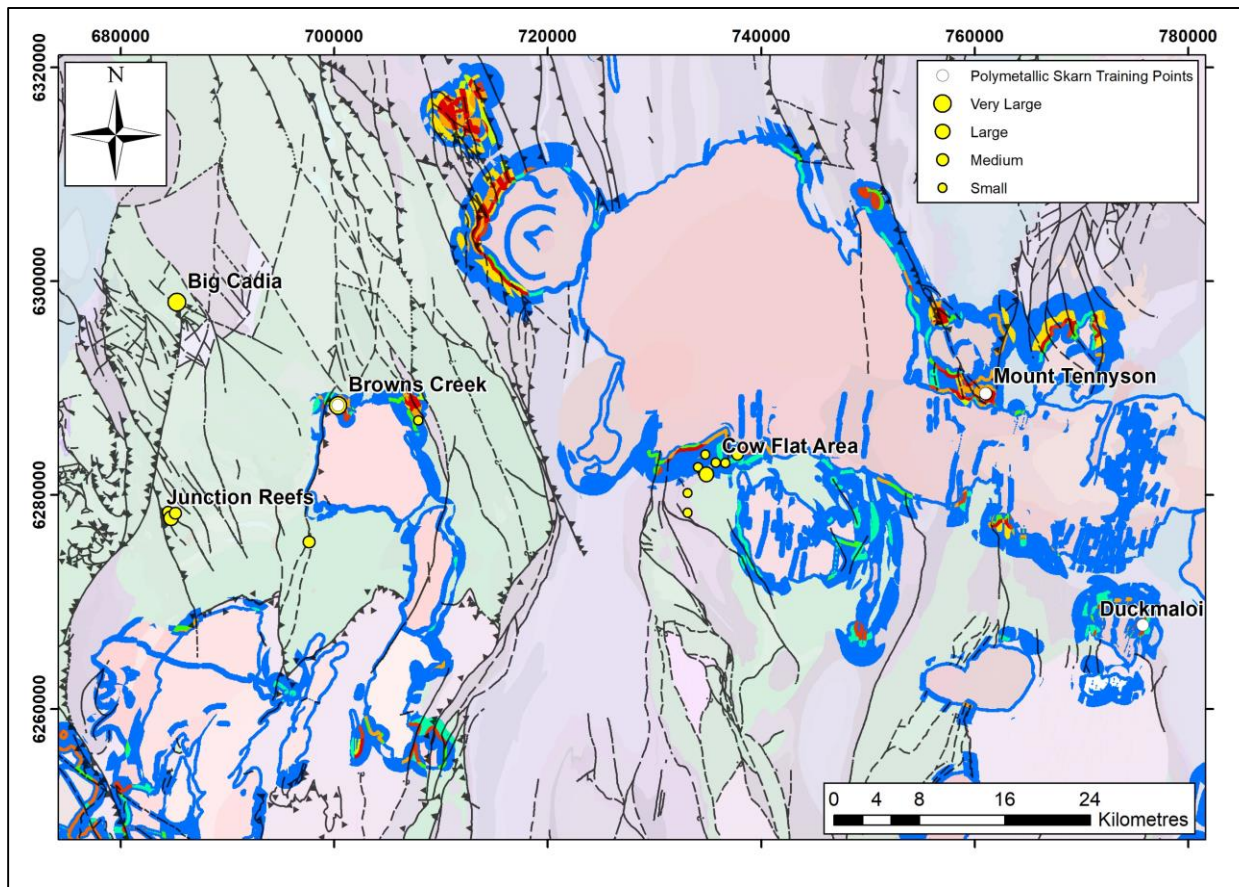 680000
700000
720000
740000
760000
780000
6320000
6300000
6280000
6260000
N
Polymetallic Skarn Training Points
Very Large
Large
Medium
Small
Big Cadia
Browns Creek
Mount Tennyson
Cow Flat Area
Junction Reefs
Duckmaloi
0 4 8 16 24
Kilometres